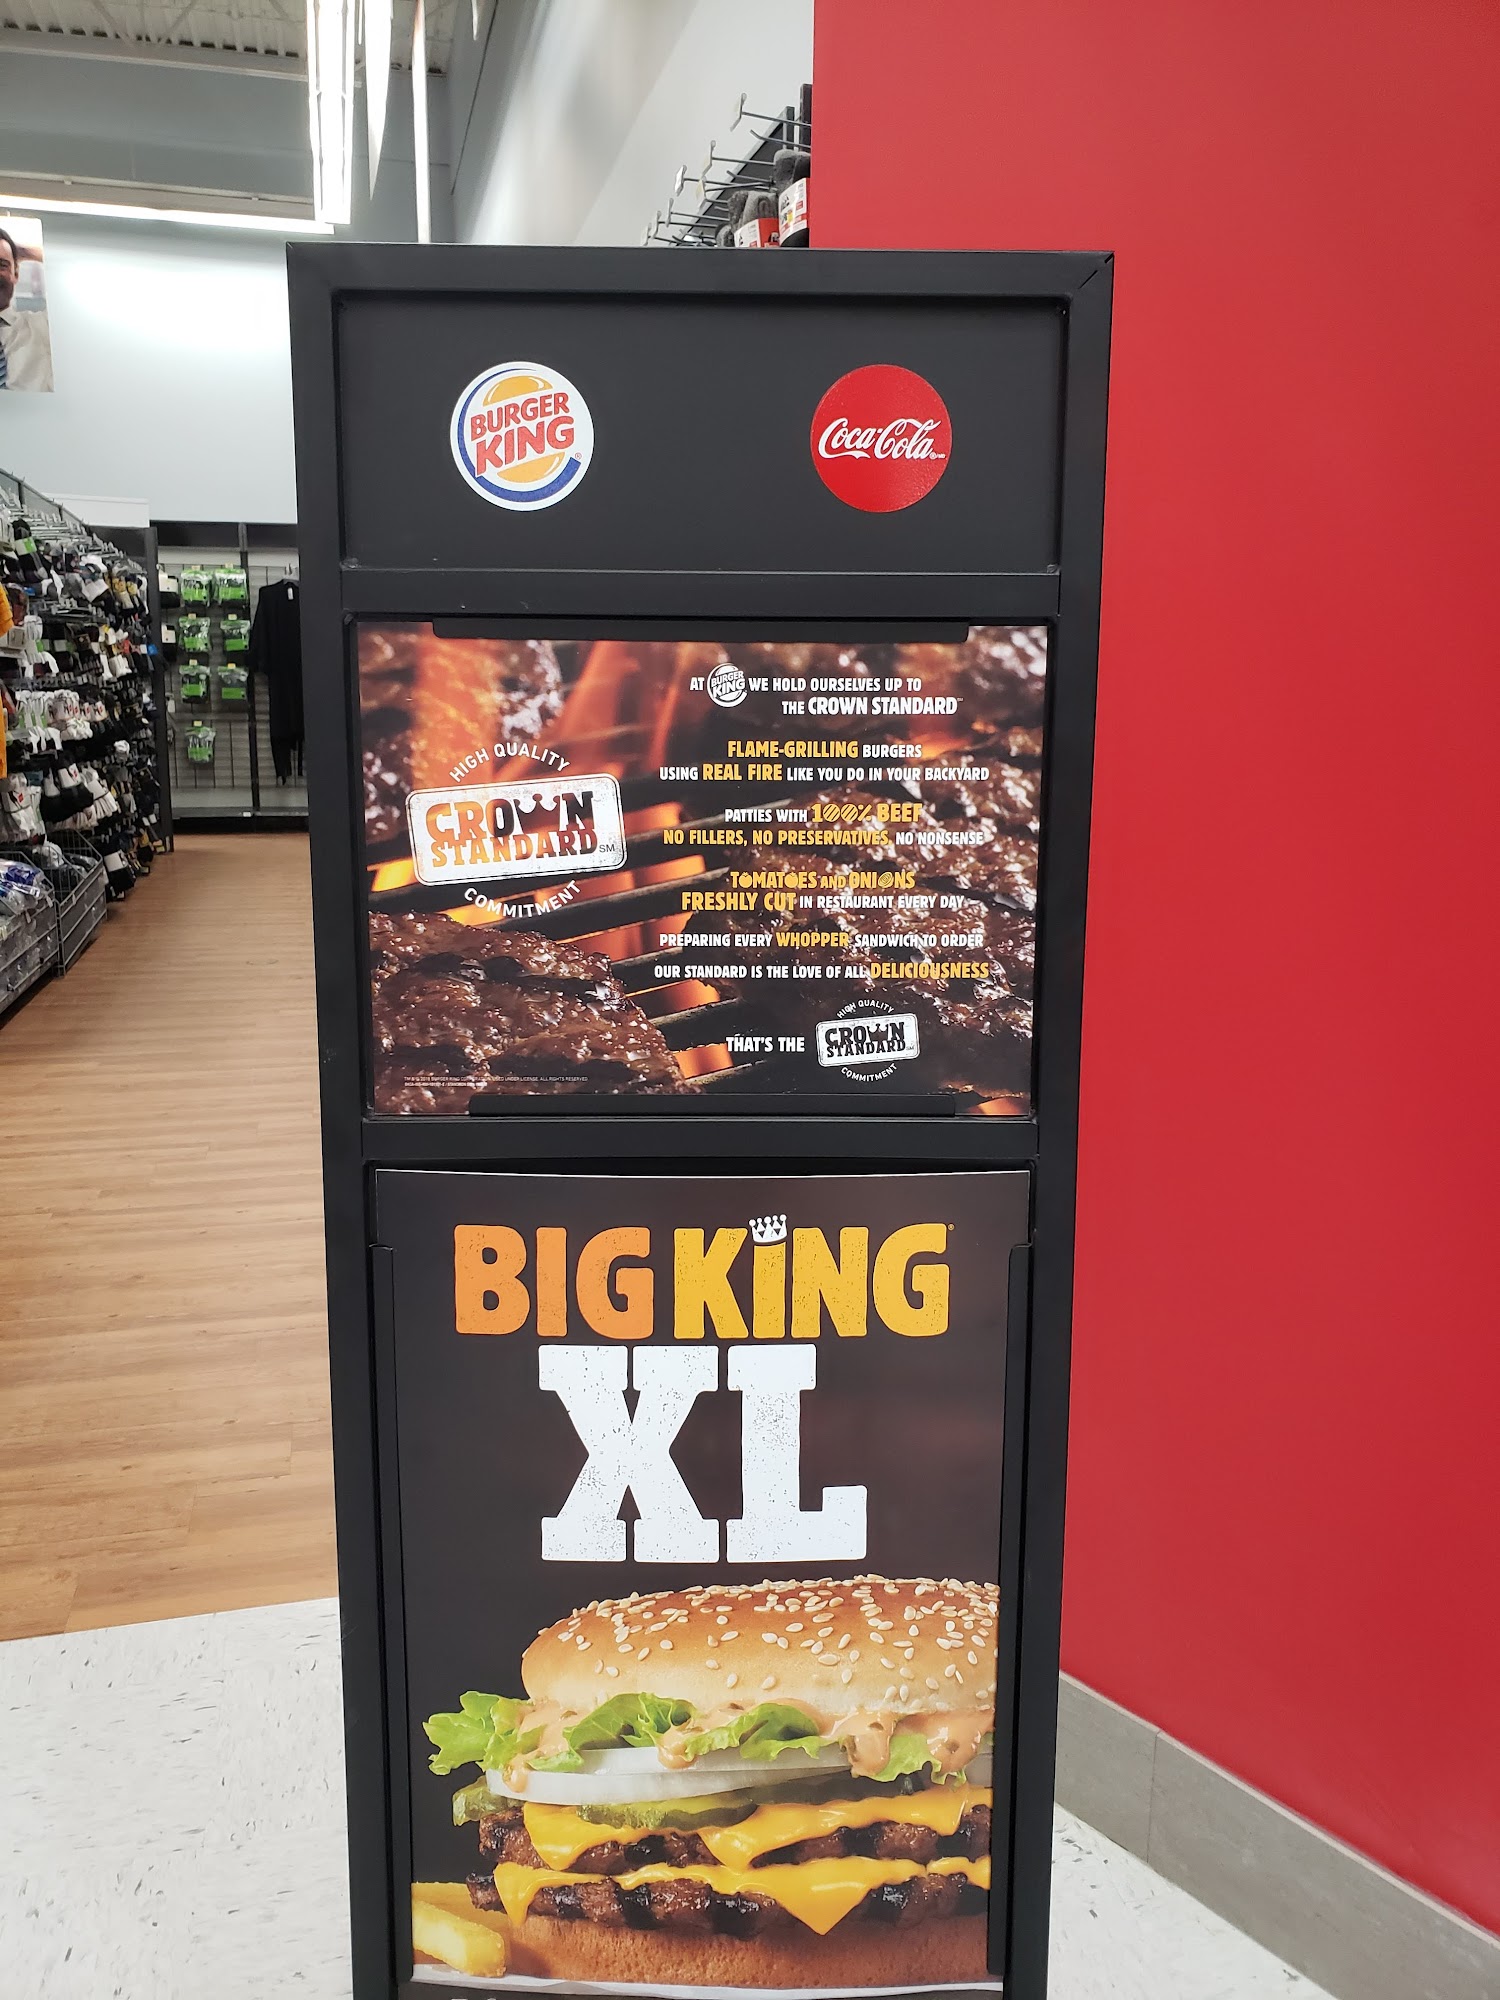 BURGER
KING
Coca-Cola
AT BURGER KING WE HOLD OURSELVES UP TO
THE CROWN STANDARD™
FLAME-GRILLING BURGERS
USING REAL FIRE LIKE YOU DO IN YOUR BACKYARD
PATTIES WITH 100% BEEF
NO FILLERS, NO PRESERVATIVES, NO NONSENSE
TOMATOES AND ONIONS
FRESHLY CUT IN RESTAURANT EVERY DAY
PREPARING EVERY WHOPPER SANDWICH TO ORDER
OUR STANDARD IS THE LOVE OF ALL DELICIOUSNESS
THAT'S THE
HIGH QUALITY
CROWN
STANDARD
COMMITMENT
HIGH QUALITY
CROWN
STANDARD SM
COMMITMENT
BIG KING®
XL